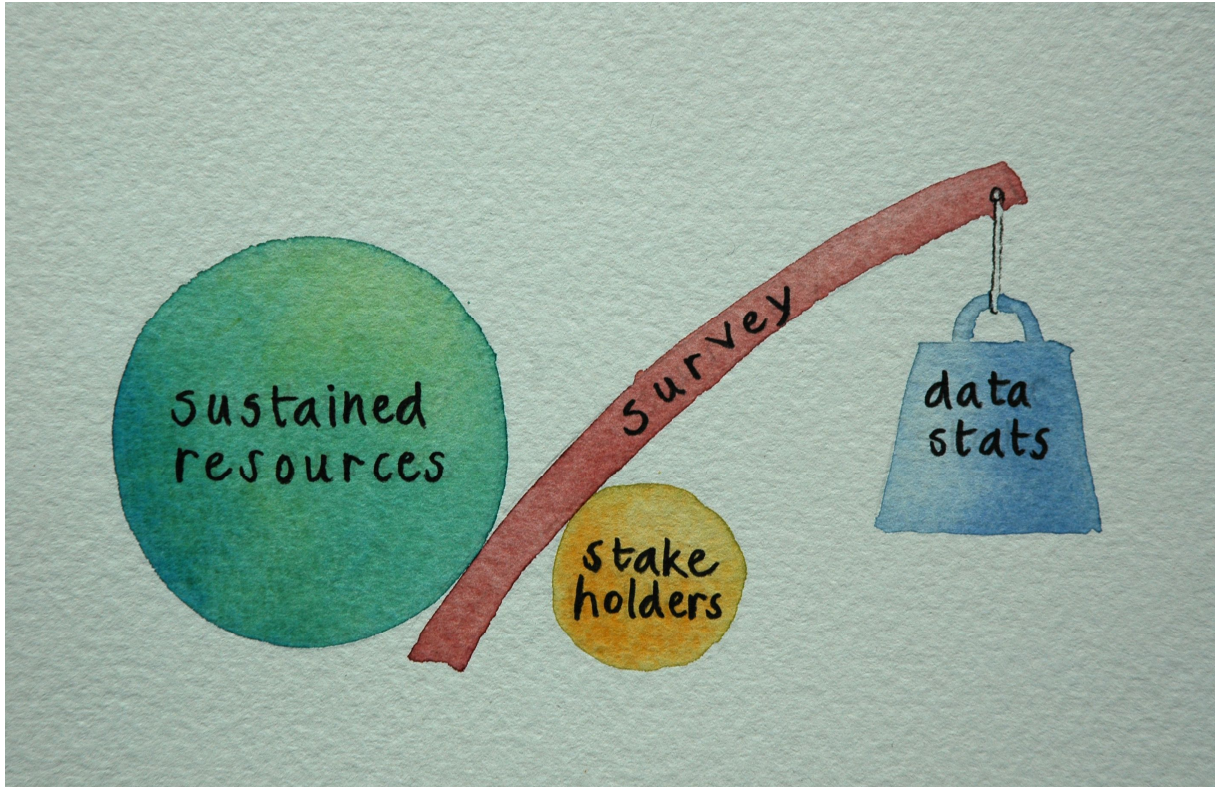 sustained
resources
survey
stake
holders
data
stats